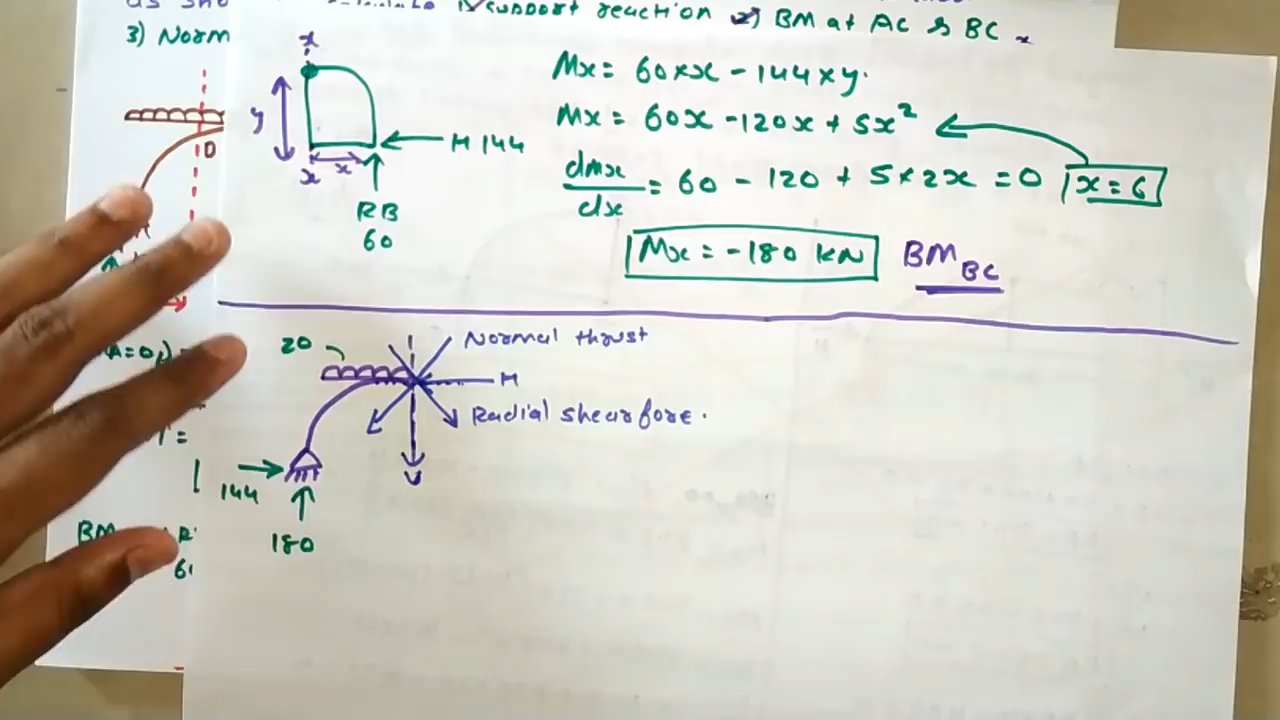 support reaction 2) BM at AC & BC
3) Norm
x
y
x
x
H 144
RB
60
Mx = 60×x - 144×y.
Mx = 60x - 120x + 5x²
dmx/dx = 60 - 120 + 5×2x = 0 x = 6
Mx = -180 kN BM BC
D
20
Normal thrust
H
Radial shear forc.
V
144
180
A=0,
BM